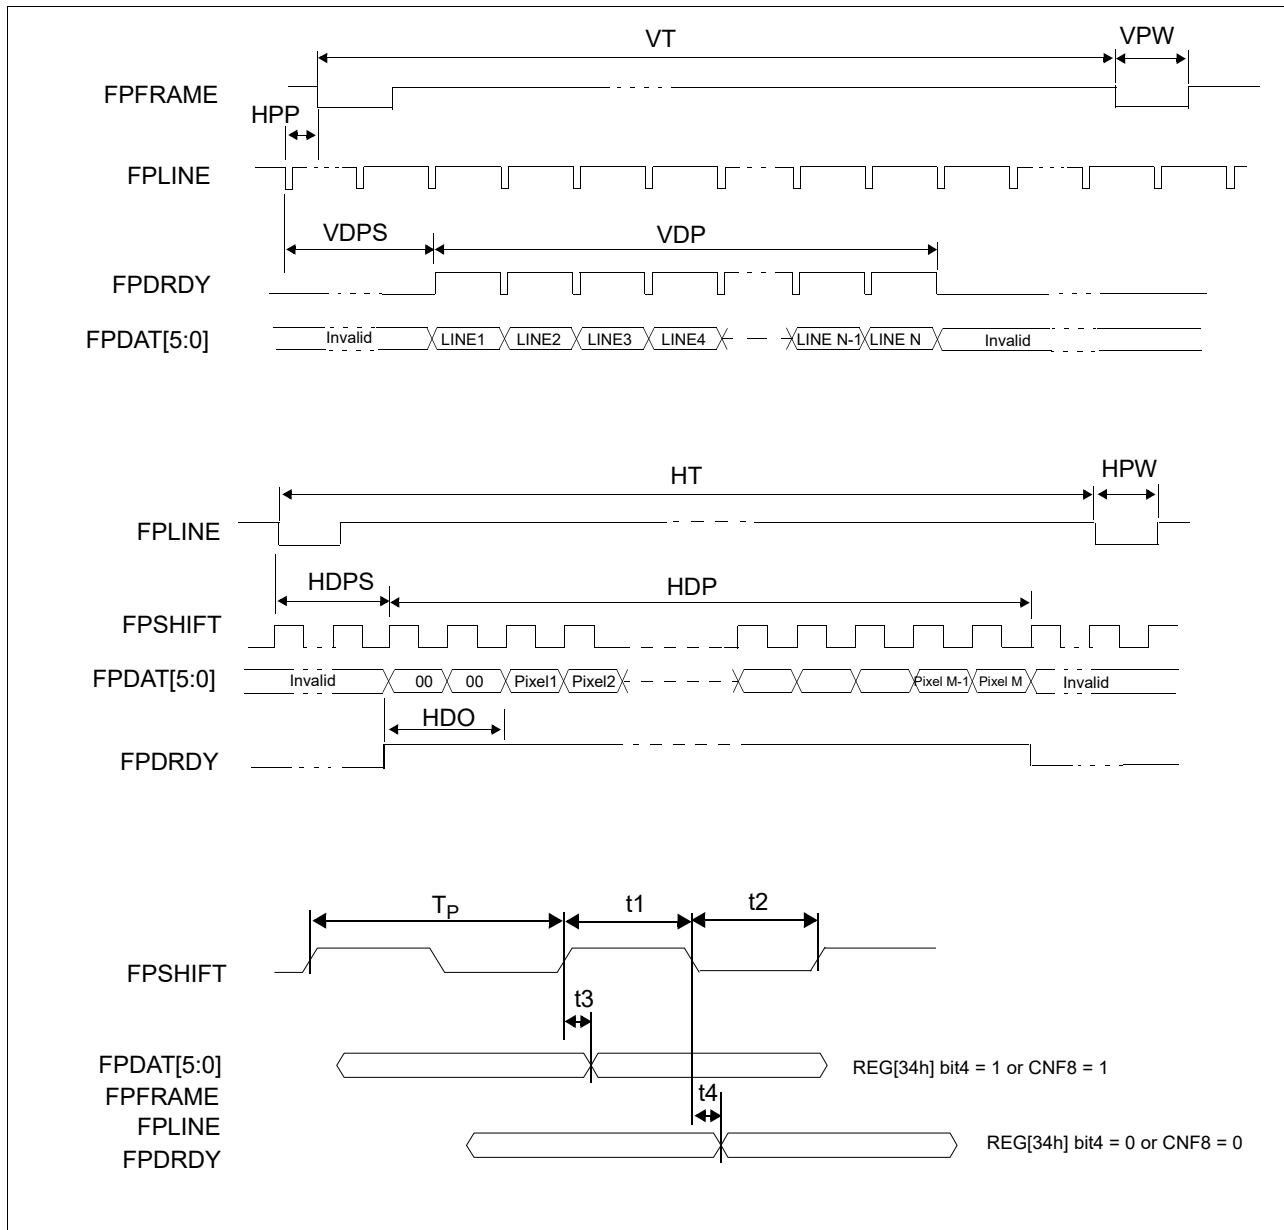 VT VPW
FPFRAME
HPP
FPLINE
VDPS VDP
FPDRDY
FPDAT[5:0] Invalid LINE1 LINE2 LINE3 LINE4 LINE N-1 LINE N Invalid
HT HPW
FPLINE
HDPS HDP
FPSHIFT
FPDAT[5:0] Invalid 00 00 Pixel1 Pixel2 Pixel M-1 Pixel M Invalid
HDO
FPDRDY
TP t1 t2
FPSHIFT
t3
FPDAT[5:0] REG[34h] bit4 = 1 or CNF8 = 1
FPFRAME t4
FPLINE
FPDRDY REG[34h] bit4 = 0 or CNF8 = 0